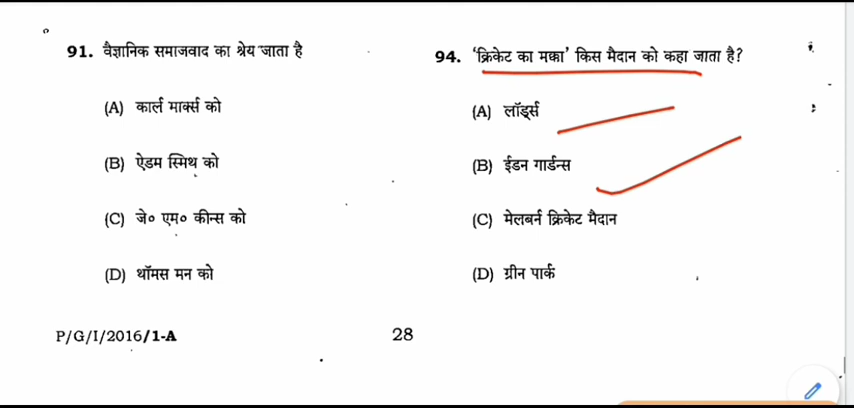 91. वैज्ञानिक समाजवाद का श्रेय जाता है
(A) कार्ल मार्क्स को
(B) ऐडम स्मिथ को
(C) जे० एम० कीन्स को
(D) थॉमस मन को
94. ‘क्रिकेट का मक्का’ किस मैदान को कहा जाता है?
(A) लॉर्ड्स
(B) ईडन गार्डन्स
(C) मेलबर्न क्रिकेट मैदान
(D) ग्रीन पार्क
P/G/I/2016/1-A
28